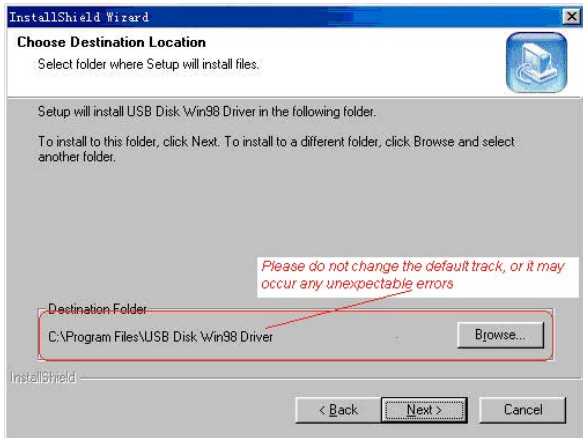 InstallShield Wizard
Choose Destination Location
Select folder where Setup will install files.
Setup will install USB Disk Win98 Driver in the following folder.
To install to this folder, click Next. To install to a different folder, click Browse and select
another folder.
Please do not change the default track, or it may
occur any unexpectable errors
Destination Folder
C:\Program Files\USB Disk Win98 Driver
Browse...
InstallShield
< Back
Next >
Cancel